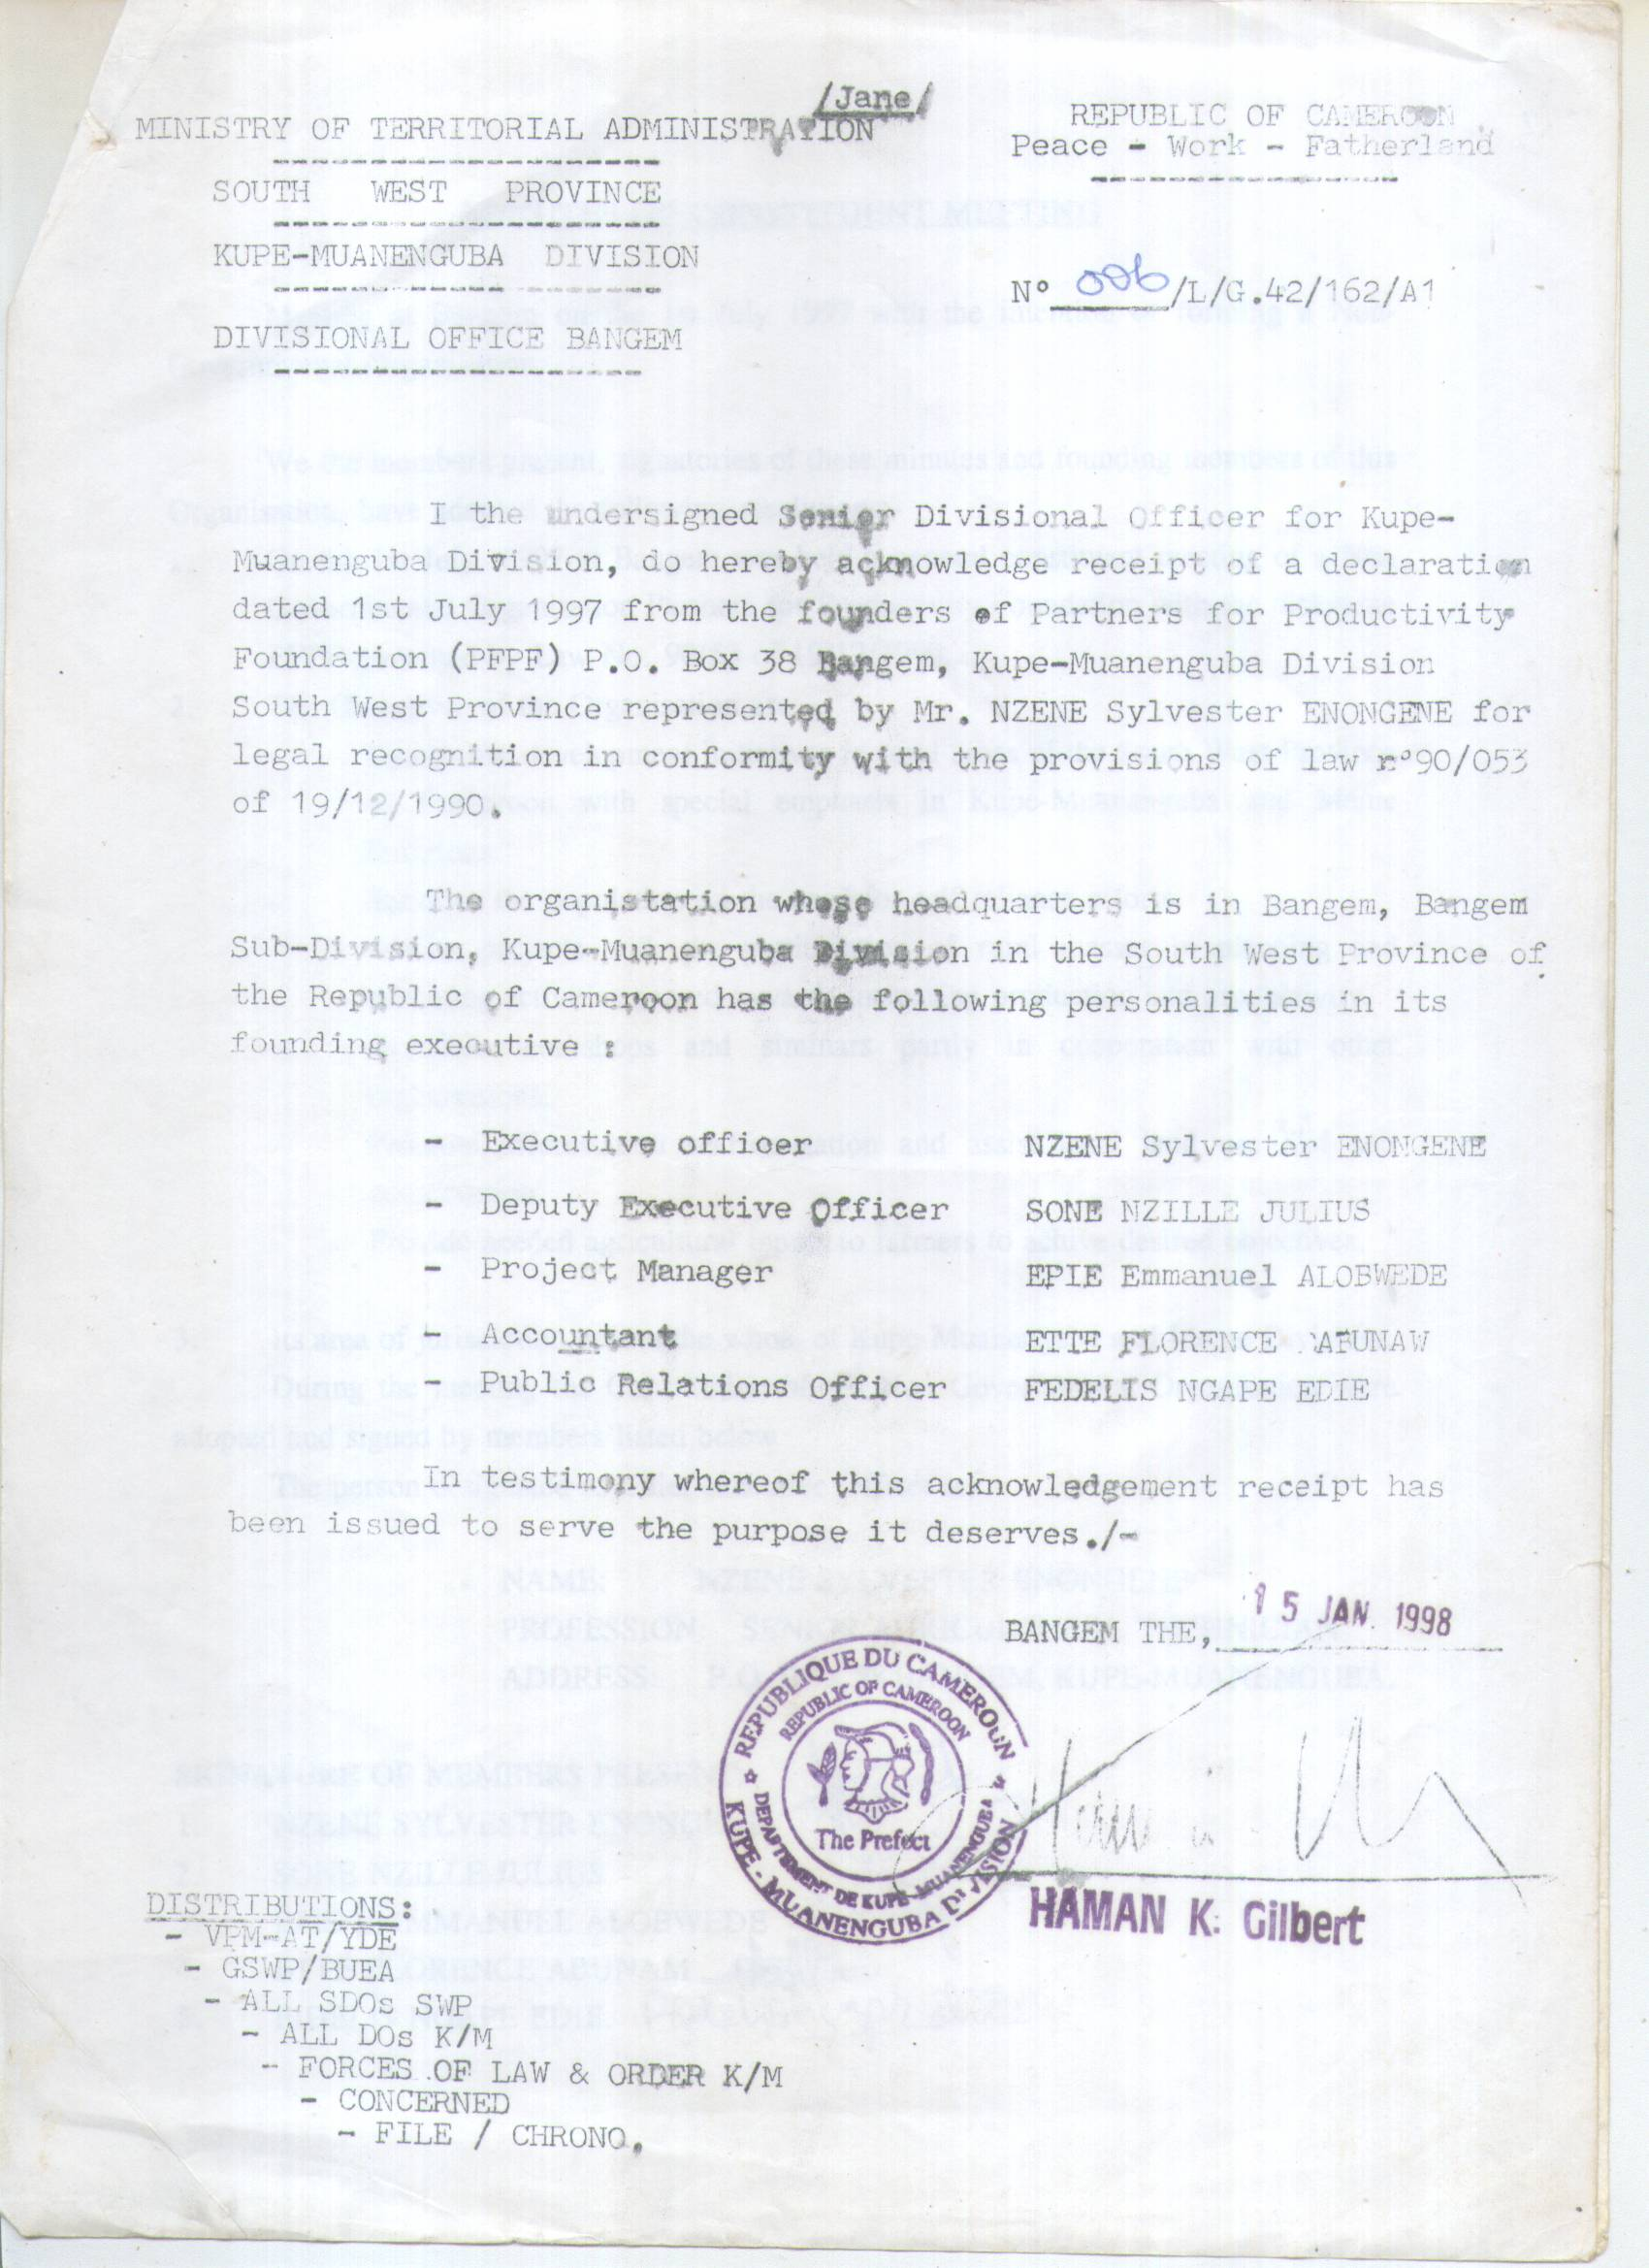 /Jane/
MINISTRY OF TERRITORIAL ADMINISTRATION
SOUTH WEST PROVINCE
KUPE-MUANENGUBA DIVISION
DIVISIONAL OFFICE BANGEM
REPUBLIC OF CAMEROON
Peace - Work - Fatherland
N° 006/L/G.42/162/A1
I the undersigned Senior Divisional Officer for Kupe-
Muanenguba Division, do hereby acknowledge receipt of a declaration
dated 1st July 1997 from the founders of Partners for Productivity
Foundation (PFPF) P.O. Box 38 Bangem, Kupe-Muanenguba Division
South West Province represented by Mr. NZENE Sylvester ENONGENE for
legal recognition in conformity with the provisions of law n°90/053
of 19/12/1990.
The organistation whose headquarters is in Bangem, Bangem
Sub-Division, Kupe-Muanenguba Division in the South West Province of
the Republic of Cameroon has the following personalities in its
founding executive :
- Executive officer NZENE Sylvester ENONGENE
- Deputy Executive Officer SONE NZILLE JULIUS
- Project Manager EPIE Emmanuel ALOBWEDE
- Accountant ETTE FLORENCE ABUNAW
- Public Relations Officer FEDELIS NGAPE EDIE
In testimony whereof this acknowledgement receipt has
been issued to serve the purpose it deserves./-
BANGEM THE, 15 JAN. 1998
REPUBLIQUE DU CAMEROUN
REPUBLIC OF CAMEROON
The Prefect
DEPARTEMENT DE KUPE-MUANENGUBA
KUPE - MUANENGUBA DIVISION
HAMAN K. Gilbert
DISTRIBUTIONS:
- VPM-AT/YDE
- GSWP/BUEA
- ALL SDOs SWP
- ALL DOs K/M
- FORCES OF LAW & ORDER K/M
- CONCERNED
- FILE / CHRONO.